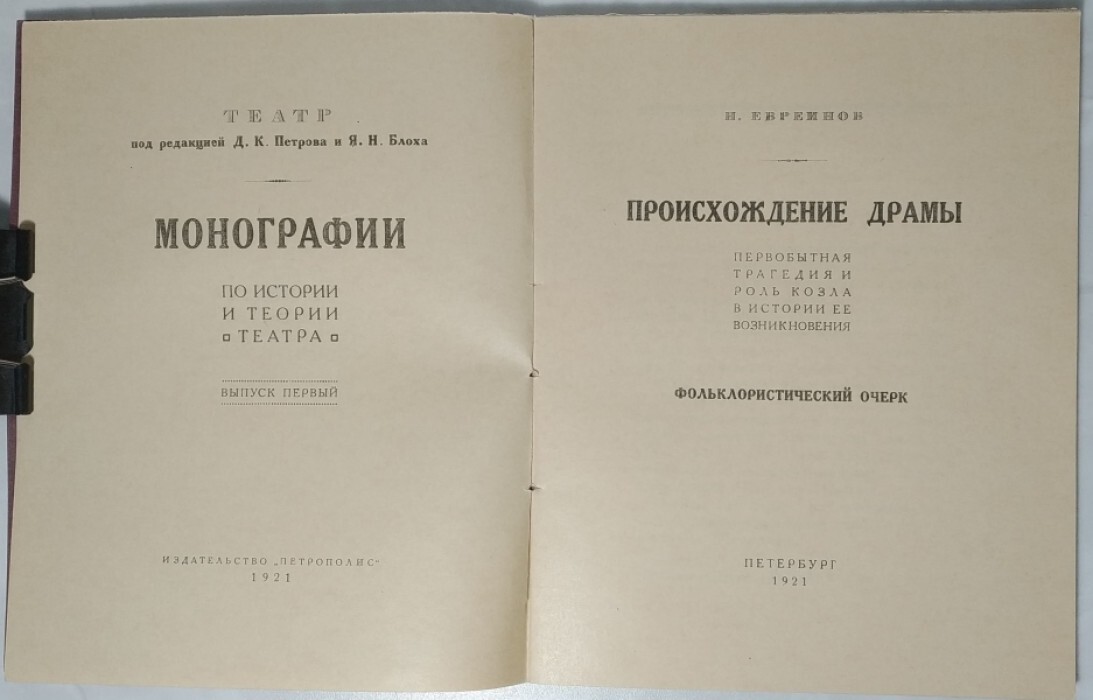 ТЕАТР
под редакцией Д. К. Петрова и Я. Н. Блоха
МОНОГРАФИИ
ПО ИСТОРИИ
И ТЕОРИИ
ТЕАТРА
ВЫПУСК ПЕРВЫЙ
ИЗДАТЕЛЬСТВО „ПЕТРОПОЛИС“
1921
Н. ЕВРЕИНОВ
ПРОИСХОЖДЕНИЕ ДРАМЫ
ПЕРВОБЫТНАЯ
ТРАГЕДИЯ И
РОЛЬ КОЗЛА
В ИСТОРИИ ЕЕ
ВОЗНИКНОВЕНИЯ
ФОЛЬКЛОРИСТИЧЕСКИЙ ОЧЕРК
ПЕТЕРБУРГ
1921